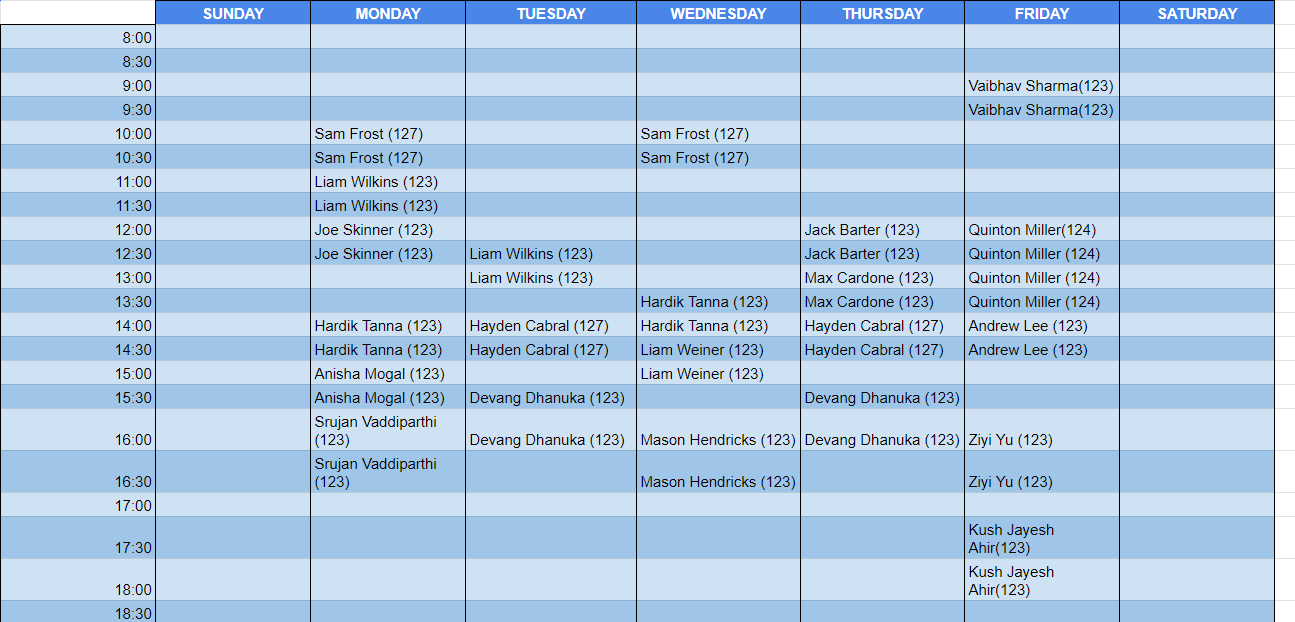 SUNDAY MONDAY TUESDAY WEDNESDAY THURSDAY FRIDAY SATURDAY
8:00
8:30
9:00 Vaibhav Sharma(123)
9:30 Vaibhav Sharma(123)
10:00 Sam Frost (127) Sam Frost (127)
10:30 Sam Frost (127) Sam Frost (127)
11:00 Liam Wilkins (123)
11:30 Liam Wilkins (123)
12:00 Joe Skinner (123) Jack Barter (123) Quinton Miller(124)
12:30 Joe Skinner (123) Liam Wilkins (123) Jack Barter (123) Quinton Miller (124)
13:00 Liam Wilkins (123) Max Cardone (123) Quinton Miller (124)
13:30 Hardik Tanna (123) Max Cardone (123) Quinton Miller (124)
14:00 Hardik Tanna (123) Hayden Cabral (127) Hardik Tanna (123) Hayden Cabral (127) Andrew Lee (123)
14:30 Hardik Tanna (123) Hayden Cabral (127) Liam Weiner (123) Hayden Cabral (127) Andrew Lee (123)
15:00 Anisha Mogal (123) Liam Weiner (123)
15:30 Anisha Mogal (123) Devang Dhanuka (123) Devang Dhanuka (123)
Srujan Vaddiparthi
16:00 (123) Devang Dhanuka (123) Mason Hendricks (123) Devang Dhanuka (123) Ziyi Yu (123)
Srujan Vaddiparthi
16:30 (123) Mason Hendricks (123) Ziyi Yu (123)
17:00
Kush Jayesh
17:30 Ahir(123)
Kush Jayesh
18:00 Ahir(123)
18:30